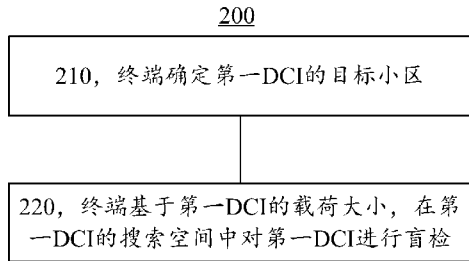 200
210，终端确定第一DCI的目标小区
220，终端基于第一DCI的载荷大小，在第
一DCI的搜索空间中对第一DCI进行盲检